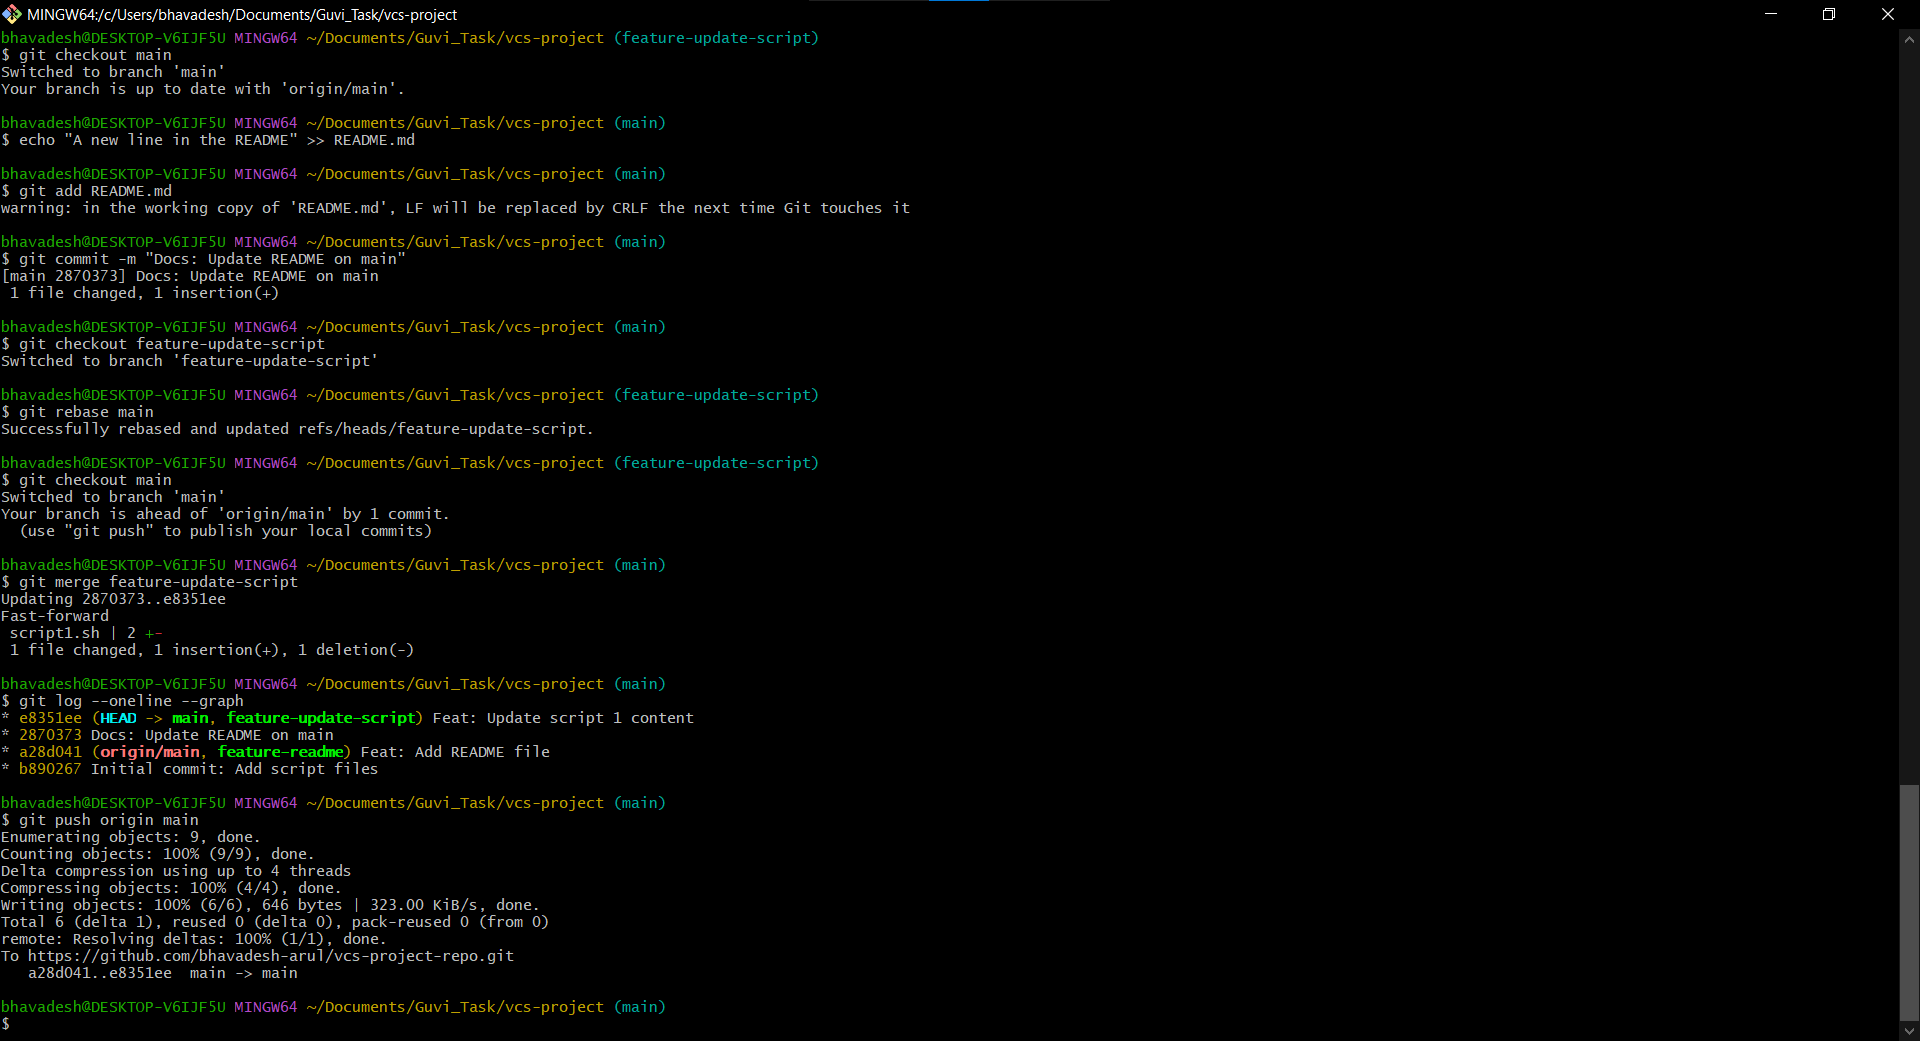 MINGW64:/c/Users/bhavadesh/Documents/Guvi_Task/vcs-project
bhavadesh@DESKTOP-V6IJF5U MINGW64 ~/Documents/Guvi_Task/vcs-project (feature-update-script)
$ git checkout main
Switched to branch 'main'
Your branch is up to date with 'origin/main'.
bhavadesh@DESKTOP-V6IJF5U MINGW64 ~/Documents/Guvi_Task/vcs-project (main)
$ echo "A new line in the README" >> README.md
bhavadesh@DESKTOP-V6IJF5U MINGW64 ~/Documents/Guvi_Task/vcs-project (main)
$ git add README.md
warning: in the working copy of 'README.md', LF will be replaced by CRLF the next time Git touches it
bhavadesh@DESKTOP-V6IJF5U MINGW64 ~/Documents/Guvi_Task/vcs-project (main)
$ git commit -m "Docs: Update README on main"
[main 2870373] Docs: Update README on main
 1 file changed, 1 insertion(+)
bhavadesh@DESKTOP-V6IJF5U MINGW64 ~/Documents/Guvi_Task/vcs-project (main)
$ git checkout feature-update-script
Switched to branch 'feature-update-script'
bhavadesh@DESKTOP-V6IJF5U MINGW64 ~/Documents/Guvi_Task/vcs-project (feature-update-script)
$ git rebase main
Successfully rebased and updated refs/heads/feature-update-script.
bhavadesh@DESKTOP-V6IJF5U MINGW64 ~/Documents/Guvi_Task/vcs-project (feature-update-script)
$ git checkout main
Switched to branch 'main'
Your branch is ahead of 'origin/main' by 1 commit.
  (use "git push" to publish your local commits)
bhavadesh@DESKTOP-V6IJF5U MINGW64 ~/Documents/Guvi_Task/vcs-project (main)
$ git merge feature-update-script
Updating 2870373..e8351ee
Fast-forward
 script1.sh | 2 +-
 1 file changed, 1 insertion(+), 1 deletion(-)
bhavadesh@DESKTOP-V6IJF5U MINGW64 ~/Documents/Guvi_Task/vcs-project (main)
$ git log --oneline --graph
* e8351ee (HEAD -> main, feature-update-script) Feat: Update script 1 content
* 2870373 Docs: Update README on main
* a28d041 (origin/main, feature-readme) Feat: Add README file
* b890267 Initial commit: Add script files
bhavadesh@DESKTOP-V6IJF5U MINGW64 ~/Documents/Guvi_Task/vcs-project (main)
$ git push origin main
Enumerating objects: 9, done.
Counting objects: 100% (9/9), done.
Delta compression using up to 4 threads
Compressing objects: 100% (4/4), done.
Writing objects: 100% (6/6), 646 bytes | 323.00 KiB/s, done.
Total 6 (delta 1), reused 0 (delta 0), pack-reused 0 (from 0)
remote: Resolving deltas: 100% (1/1), done.
To https://github.com/bhavadesh-arul/vcs-project-repo.git
   a28d041..e8351ee  main -> main
bhavadesh@DESKTOP-V6IJF5U MINGW64 ~/Documents/Guvi_Task/vcs-project (main)
$